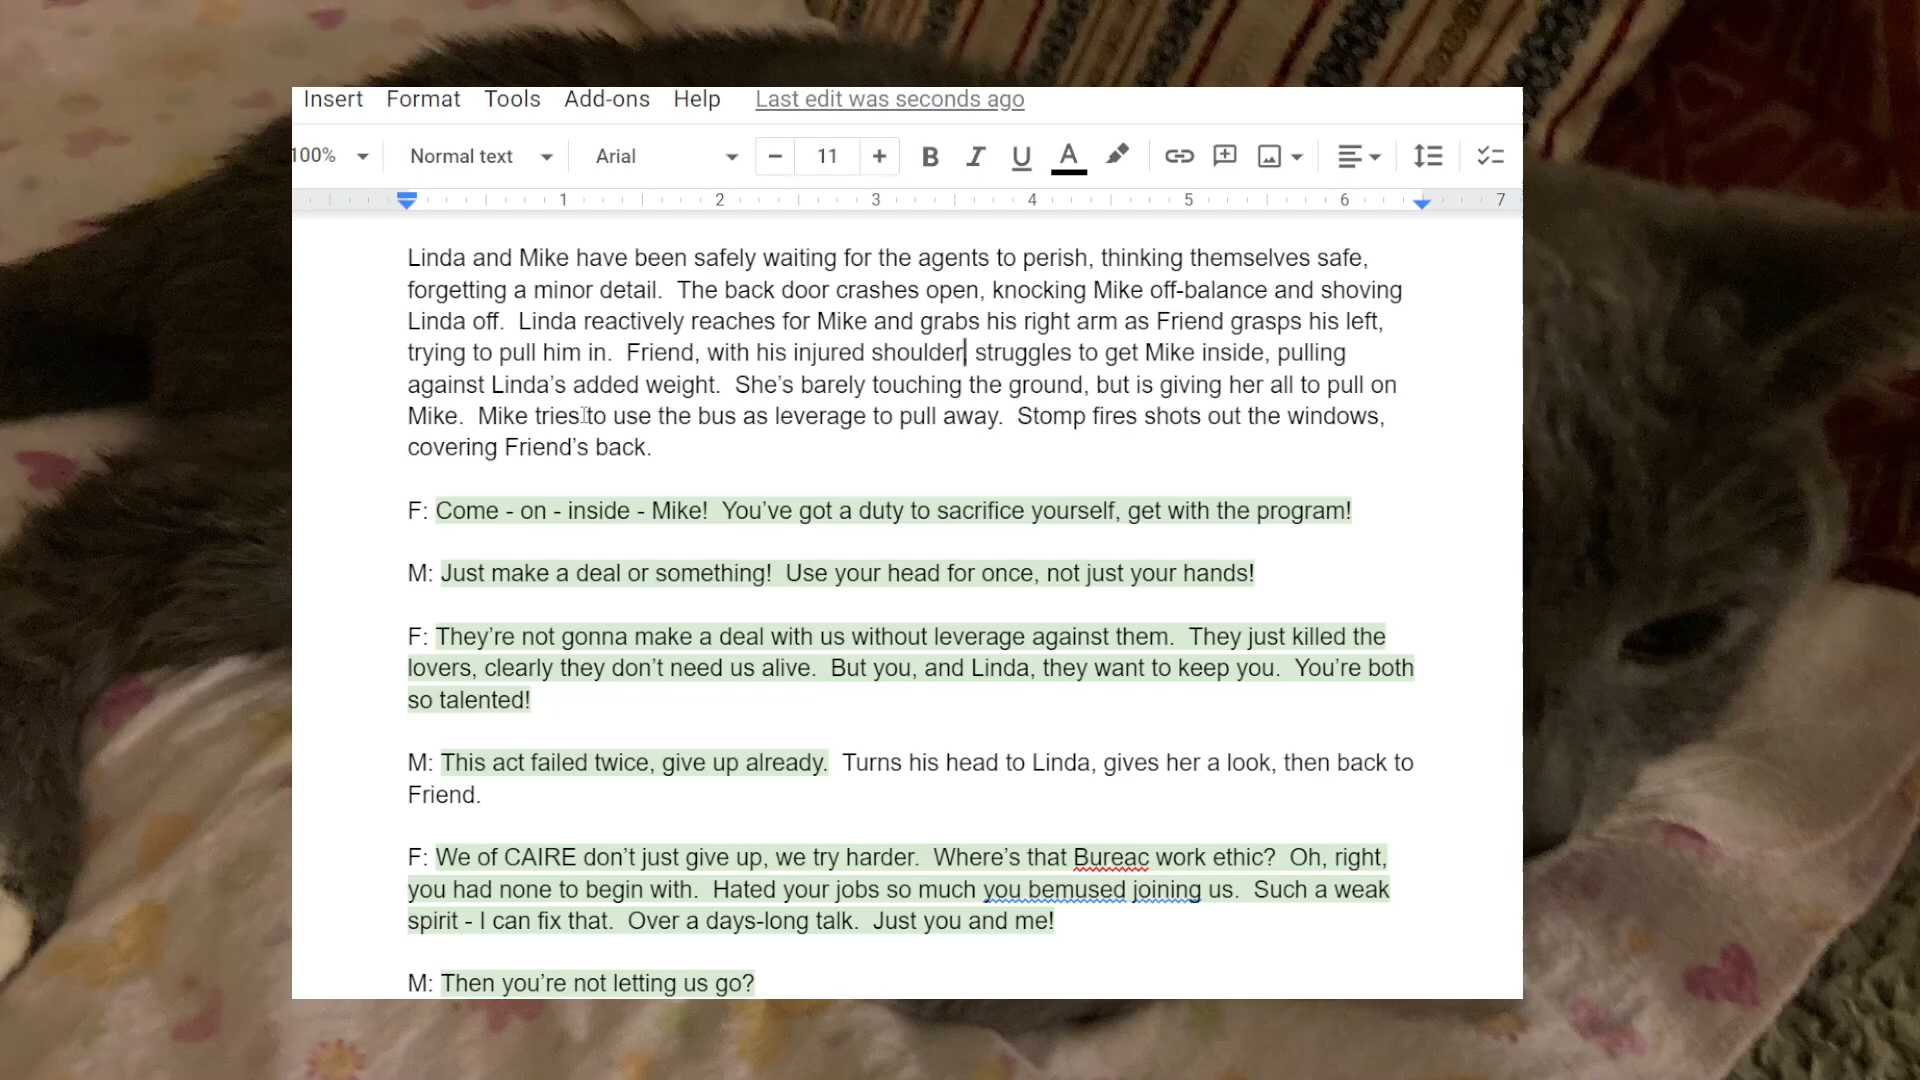 Insert Format Tools Add-ons Help Last edit was seconds ago
100% Normal text Arial − 11 + B I U A
1 2 3 4 5 6 7
Linda and Mike have been safely waiting for the agents to perish, thinking themselves safe,
forgetting a minor detail.  The back door crashes open, knocking Mike off-balance and shoving
Linda off.  Linda reactively reaches for Mike and grabs his right arm as Friend grasps his left,
trying to pull him in.  Friend, with his injured shoulder struggles to get Mike inside, pulling
against Linda’s added weight.  She’s barely touching the ground, but is giving her all to pull on
Mike.  Mike tries to use the bus as leverage to pull away.  Stomp fires shots out the windows,
covering Friend’s back.
F: Come - on - inside - Mike!  You’ve got a duty to sacrifice yourself, get with the program!
M: Just make a deal or something!  Use your head for once, not just your hands!
F: They’re not gonna make a deal with us without leverage against them.  They just killed the
lovers, clearly they don’t need us alive.  But you, and Linda, they want to keep you.  You’re both
so talented!
M: This act failed twice, give up already.  Turns his head to Linda, gives her a look, then back to
Friend.
F: We of CAIRE don’t just give up, we try harder.  Where’s that Bureac work ethic?  Oh, right,
you had none to begin with.  Hated your jobs so much you bemused joining us.  Such a weak
spirit - I can fix that.  Over a days-long talk.  Just you and me!
M: Then you’re not letting us go?